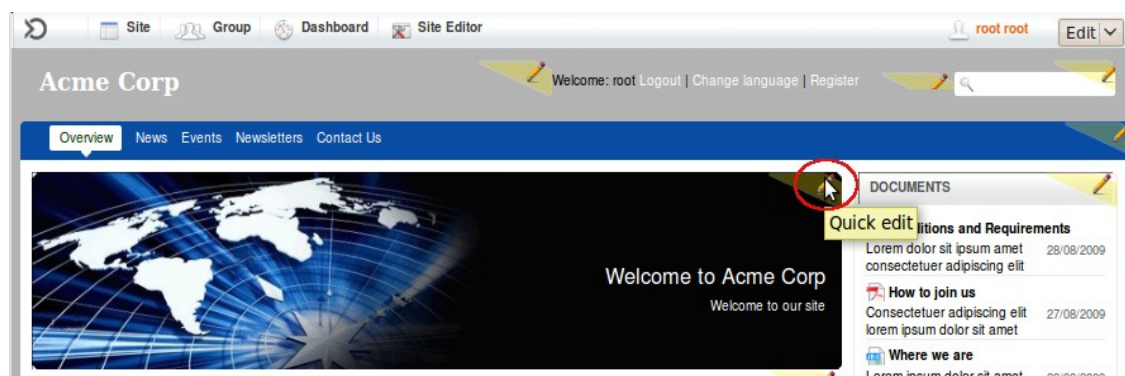 Site Group Dashboard Site Editor root root Edit
Acme Corp
Welcome: root Logout | Change language | Register
Overview News Events Newsletters Contact Us
DOCUMENTS
Quick edit
litions and Requirements
Lorem dolor sit ipsum amet 28/08/2009
consectetuer adipiscing elit
Welcome to Acme Corp
Welcome to our site
How to join us
Consectetuer adipiscing elit 27/08/2009
lorem ipsum dolor sit amet
Where we are